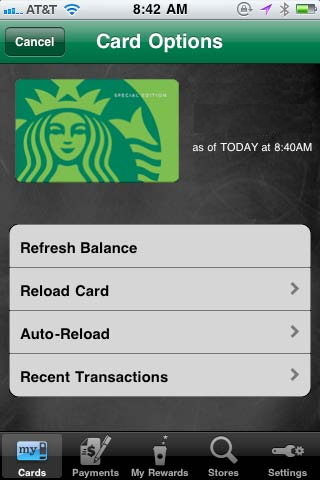 AT&T 8:42 AM
Cancel Card Options
SPECIAL EDITION
as of TODAY at 8:40AM
Refresh Balance
Reload Card
Auto-Reload
Recent Transactions
my
Cards Payments My Rewards Stores Settings